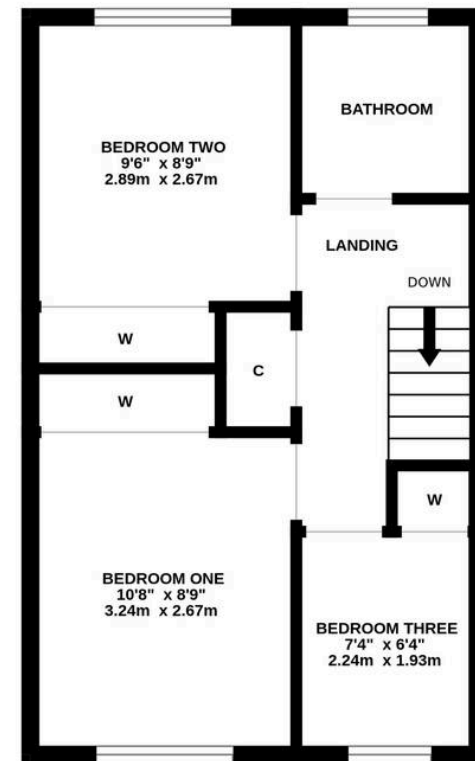 BATHROOM
BEDROOM TWO
9'6" x 8'9"
2.89m x 2.67m
LANDING
DOWN
W
C
W
W
BEDROOM ONE
10'8" x 8'9"
3.24m x 2.67m
BEDROOM THREE
7'4" x 6'4"
2.24m x 1.93m